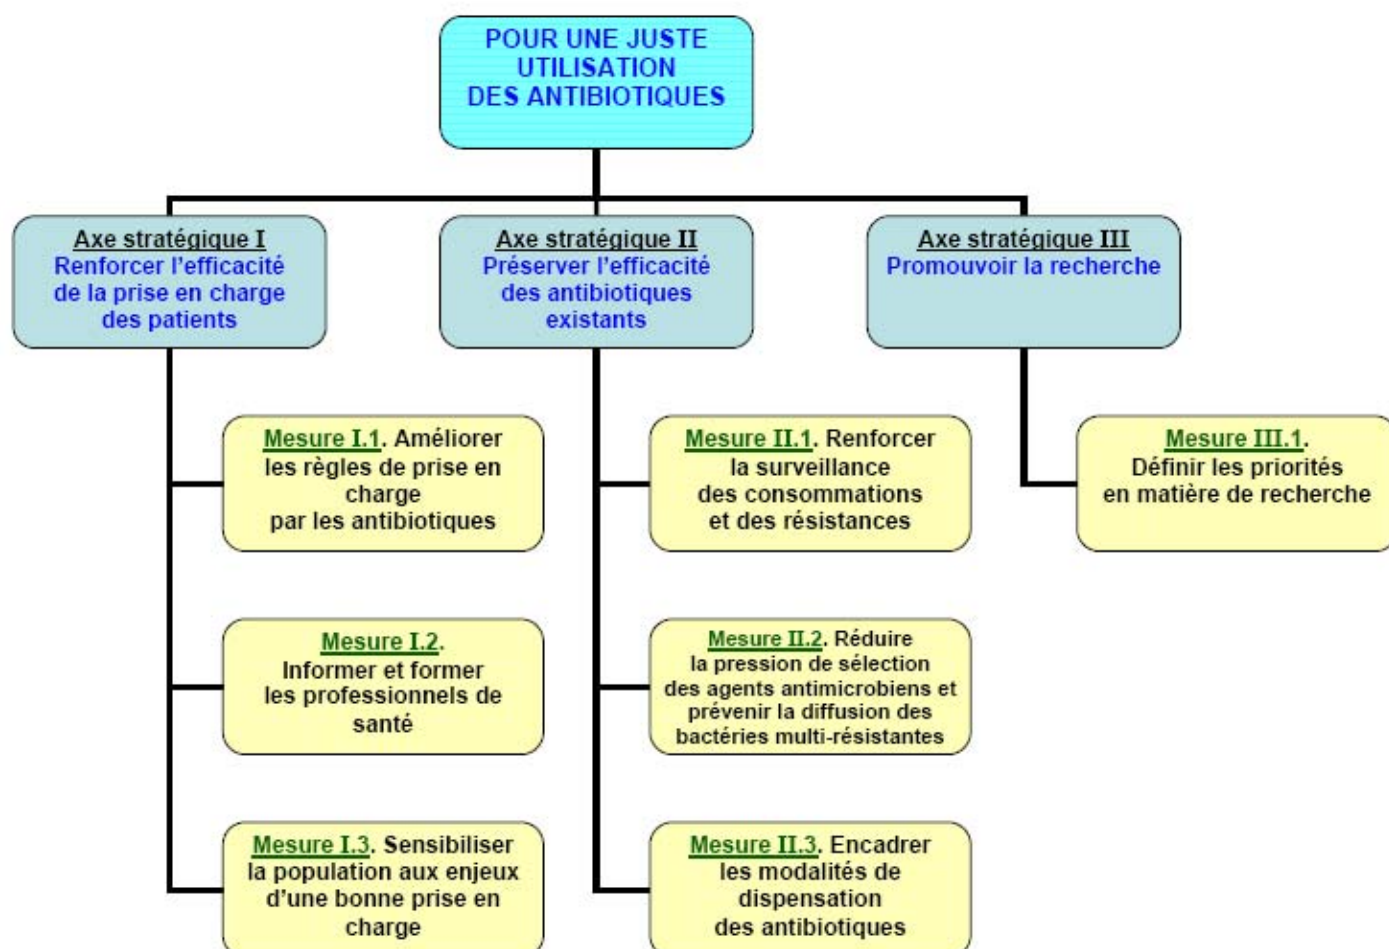 POUR UNE JUSTE
UTILISATION
DES ANTIBIOTIQUES
Axe stratégique I
Renforcer l'efficacité
de la prise en charge
des patients
Axe stratégique II
Préserver l'efficacité
des antibiotiques
existants
Axe stratégique III
Promouvoir la recherche
Mesure I.1. Améliorer
les règles de prise en
charge
par les antibiotiques
Mesure II.1. Renforcer
la surveillance
des consommations
et des résistances
Mesure III.1.
Définir les priorités
en matière de recherche
Mesure I.2.
Informer et former
les professionnels de
santé
Mesure II.2. Réduire
la pression de sélection
des agents antimicrobiens et
prévenir la diffusion des
bactéries multi-résistantes
Mesure I.3. Sensibiliser
la population aux enjeux
d'une bonne prise en
charge
Mesure II.3. Encadrer
les modalités de
dispensation
des antibiotiques